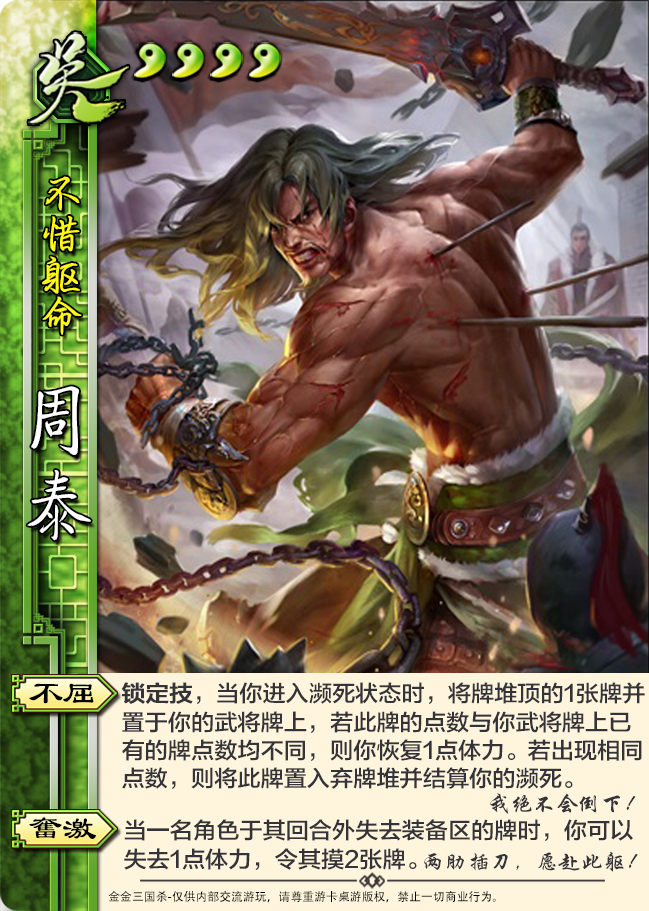 吴
不惜躯命
周泰
不屈
锁定技，当你进入濒死状态时，将牌堆顶的1张牌并
置于你的武将牌上，若此牌的点数与你武将牌上已
有的牌点数均不同，则你恢复1点体力。若出现相同
点数，则将此牌置入弃牌堆并结算你的濒死。
我绝不会倒下！
奋激
当一名角色于其回合外失去装备区的牌时，你可以
失去1点体力，令其摸2张牌。两肋插刀，愿赴此躯！
金金三国杀-仅供内部交流游玩，请尊重游卡桌游版权，禁止一切商业行为。